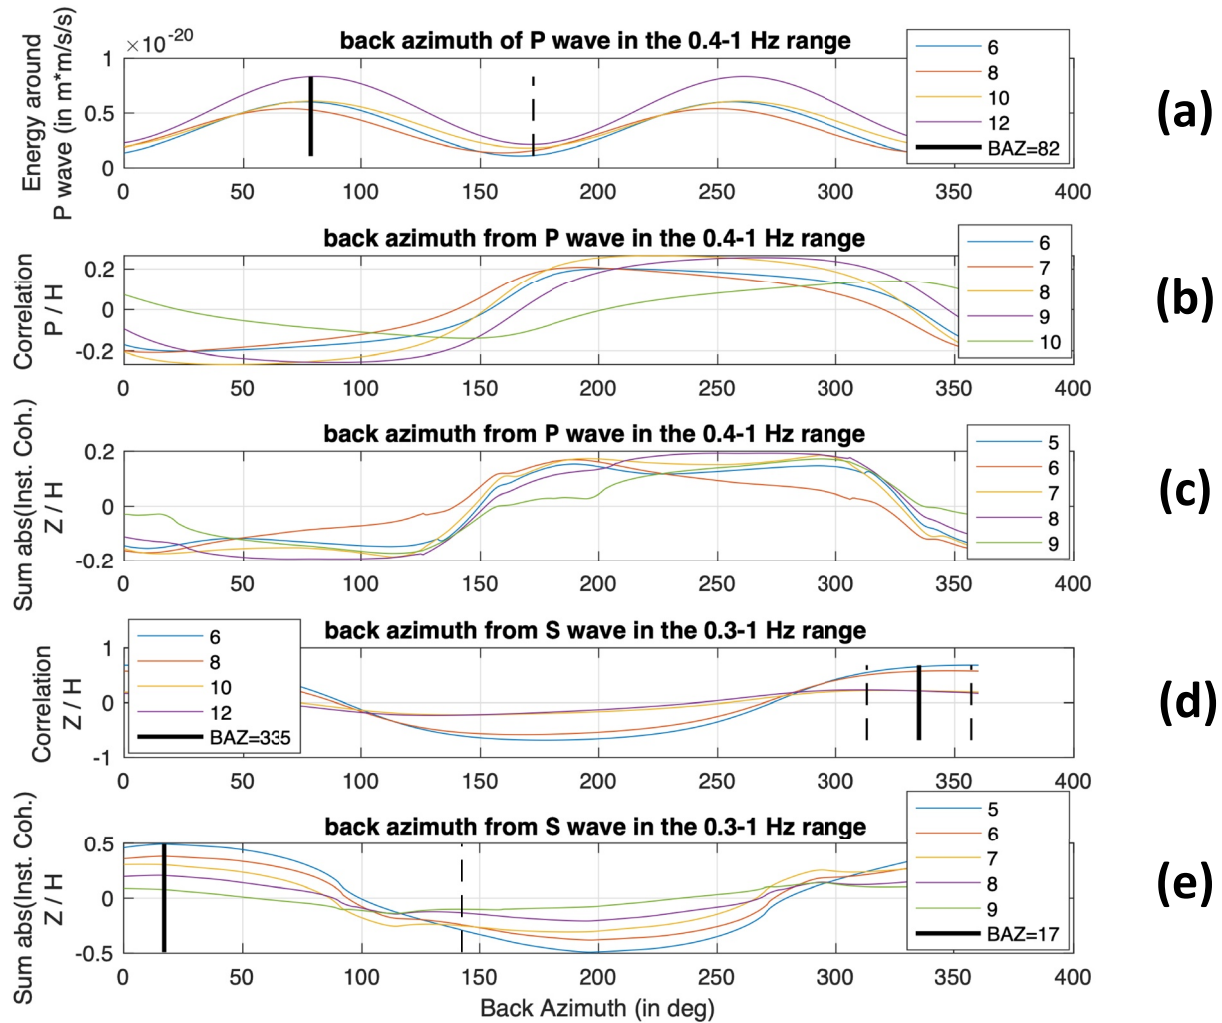 ×10-20
back azimuth of P wave in the 0.4-1 Hz range
Energy around
P wave (in m*m/s/s)
1
0.5
0
0 50 100 150 200 250 300 350 400
6
8
10
12
BAZ=82
(a)
back azimuth from P wave in the 0.4-1 Hz range
Correlation
P / H
0.2
0
-0.2
0 50 100 150 200 250 300 350 400
6
7
8
9
10
(b)
back azimuth from P wave in the 0.4-1 Hz range
Sum abs(Inst. Coh.)
Z / H
0.2
0
-0.2
0 50 100 150 200 250 300 350 400
5
6
7
8
9
(c)
back azimuth from S wave in the 0.3-1 Hz range
Correlation
Z / H
1
0
-1
0 50 100 150 200 250 300 350 400
6
8
10
12
BAZ=335
(d)
back azimuth from S wave in the 0.3-1 Hz range
Sum abs(Inst. Coh.)
Z / H
0.5
0
-0.5
0 50 100 150 200 250 300 350 400
5
6
7
8
9
BAZ=17
(e)
Back Azimuth (in deg)